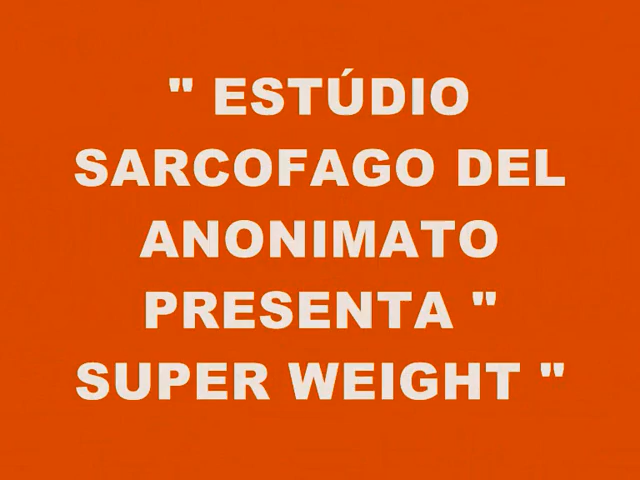 " ESTÚDIO
SARCOFAGO DEL
ANONIMATO
PRESENTA "
SUPER WEIGHT "